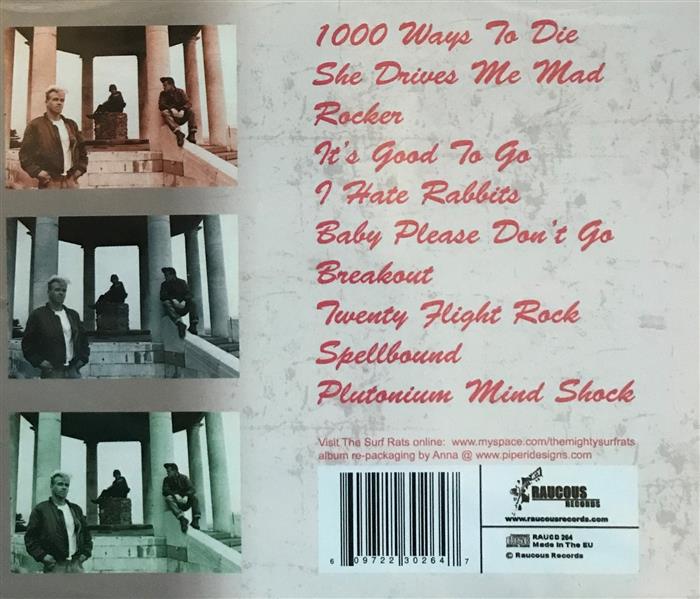 1000 Ways To Die
She Drives Me Mad
Rocker
It's Good To Go
I Hate Rabbits
Baby Please Don't Go
Breakout
Twenty Flight Rock
Spellbound
Plutonium Mind Shock
Visit The Surf Rats online: www.myspace.com/themightysurfrats
album re-packaging by Anna @ www.piperidesigns.com
RAUCOUS
RECORDS
www.raucousrecords.com
RAUCD 264
Made In The EU
© Raucous Records
6 09722 30264 7